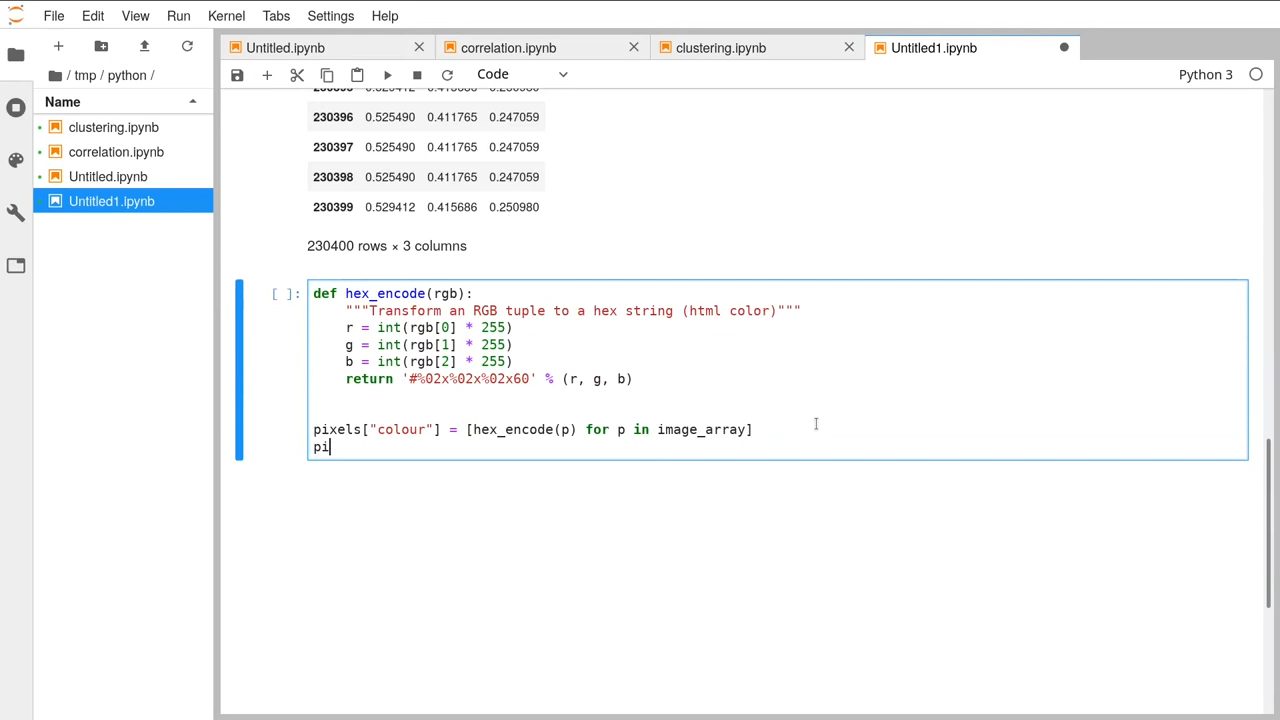 File Edit View Run Kernel Tabs Settings Help
Untitled.ipynb correlation.ipynb clustering.ipynb Untitled1.ipynb
Code Python 3
/ tmp / python /
Name
clustering.ipynb
correlation.ipynb
Untitled.ipynb
Untitled1.ipynb
230396 0.525490 0.411765 0.247059
230397 0.525490 0.411765 0.247059
230398 0.525490 0.411765 0.247059
230399 0.529412 0.415686 0.250980
230400 rows × 3 columns
[ ]: def hex_encode(rgb):
"""Transform an RGB tuple to a hex string (html color)"""
r = int(rgb[0] * 255)
g = int(rgb[1] * 255)
b = int(rgb[2] * 255)
return '#%02x%02x%02x60' % (r, g, b)
pixels["colour"] = [hex_encode(p) for p in image_array]
pi